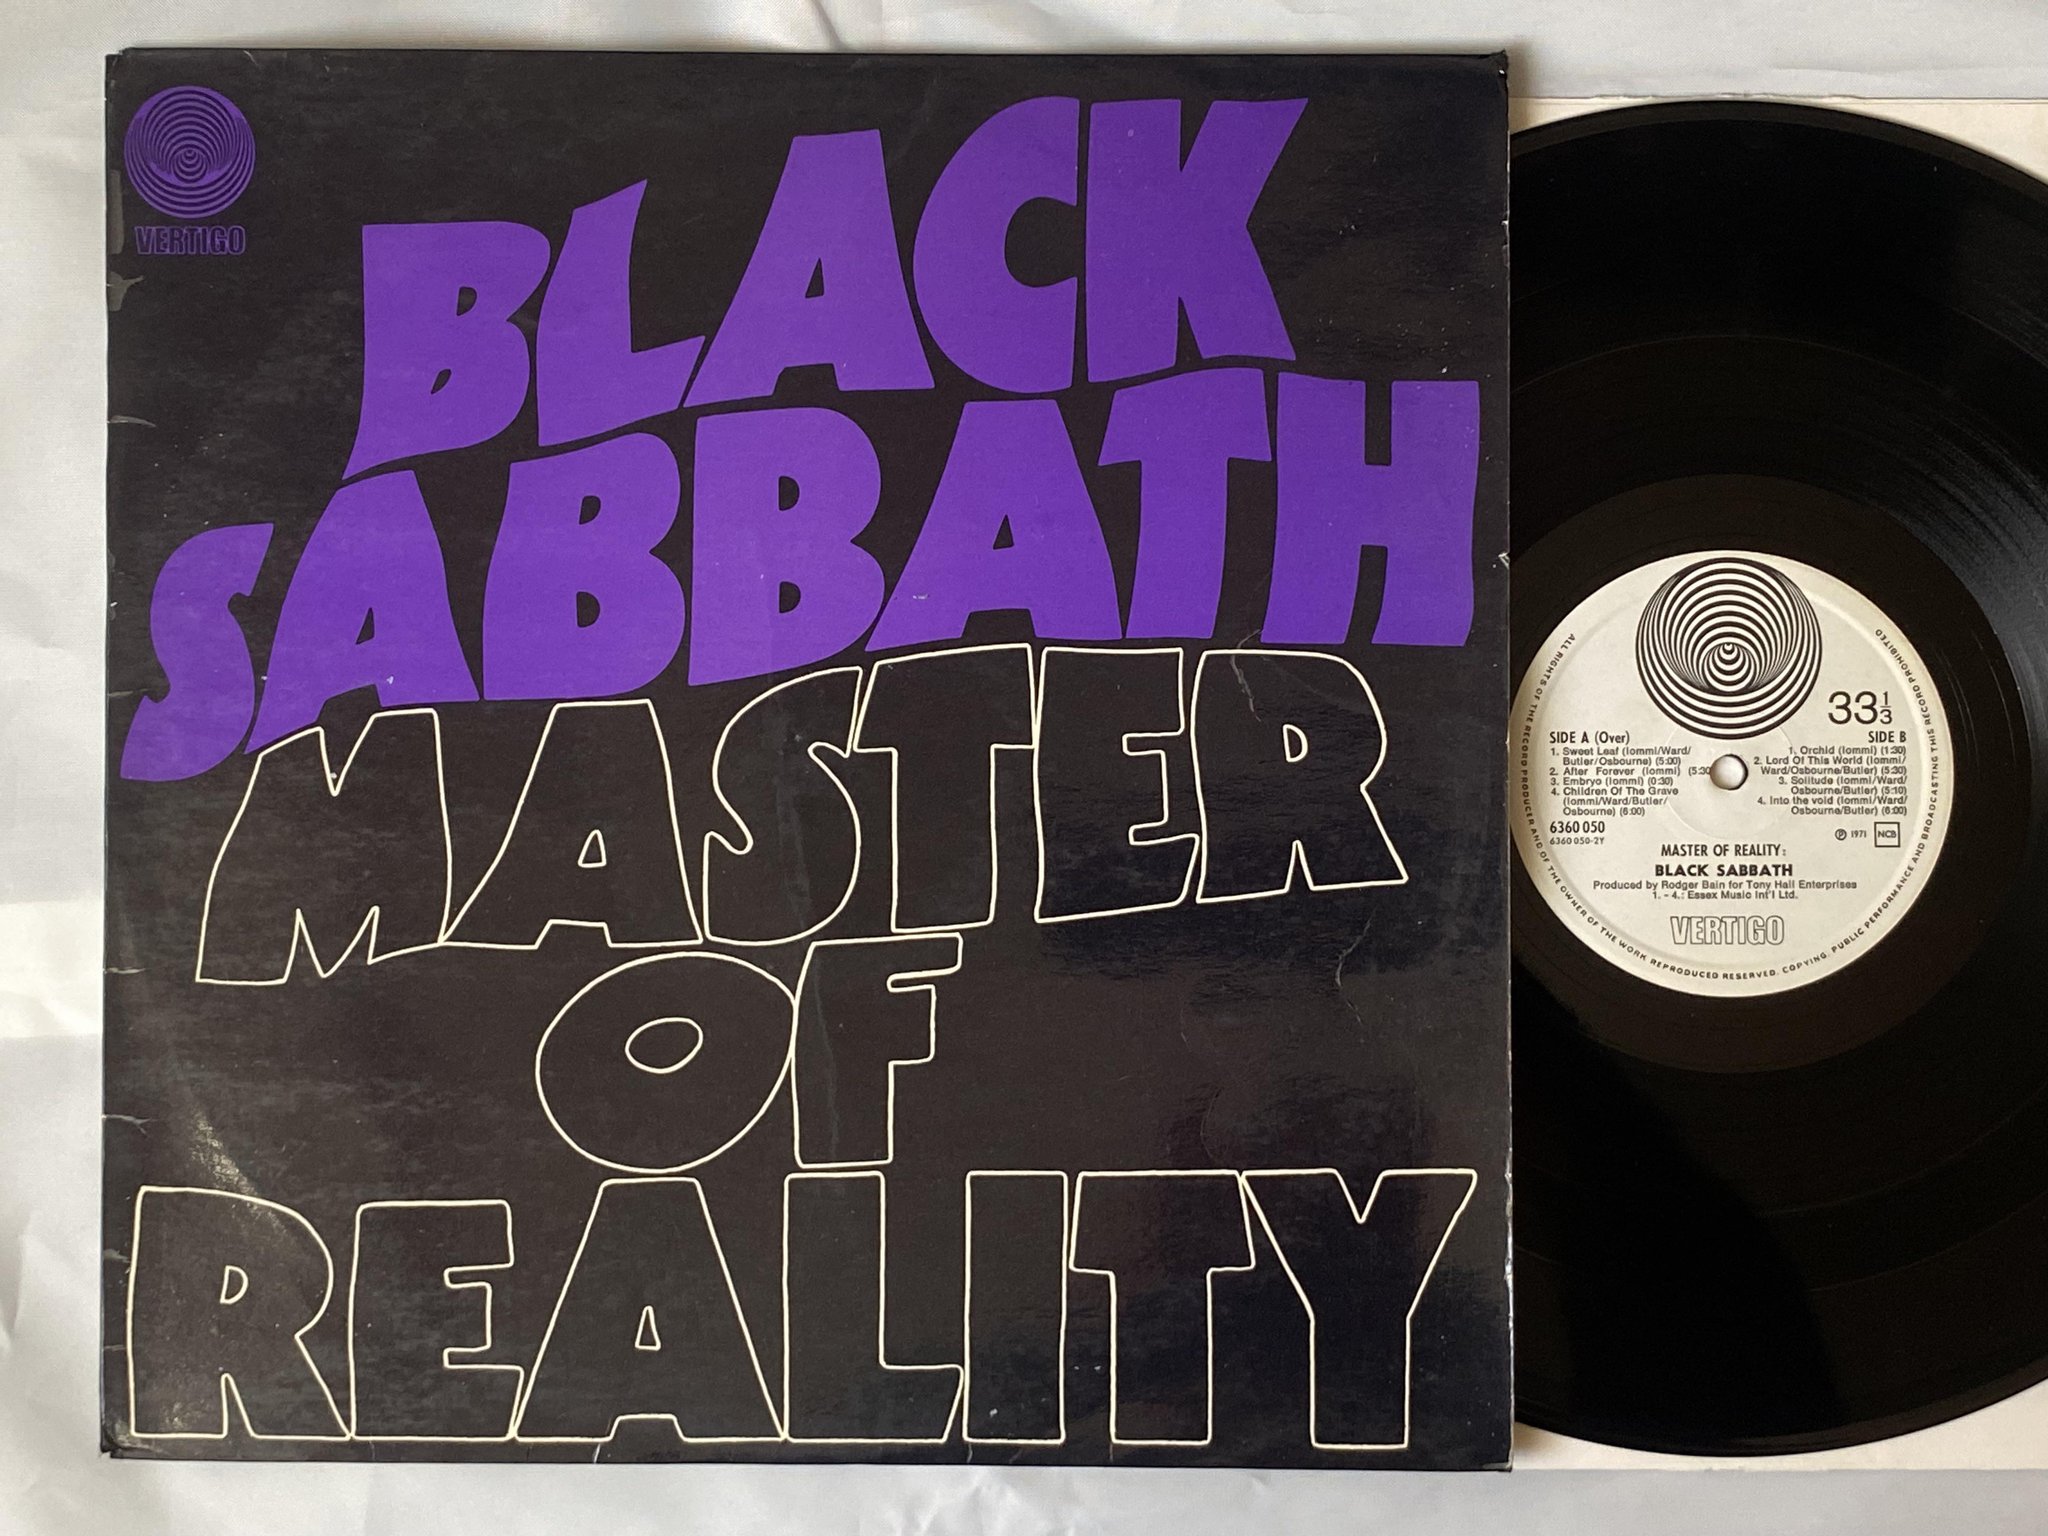 VERTIGO
BLACK
SABBATH
MASTER
OF
REALITY
ALL RIGHTS OF THE RECORD PRODUCER AND OF THE OWNER OF THE WORK REPRODUCED RESERVED. COPYING. PUBLIC PERFORMANCE AND BROADCASTING THIS RECORD PROHIBITED
33 1/3
SIDE A (Over)
1. Sweet Leaf (Iommi/Ward/
Butler/Osbourne) (5:00)
2. After Forever (Iommi) (5:30
3. Embryo (Iommi) (0:30)
4. Children Of The Grave
(Iommi/Ward/Butler/
Osbourne) (6:00)
6360 050
6360 050-2Y
SIDE B
1. Orchid (Iommi) (1:30)
2. Lord Of This World (Iommi/
Ward/Osbourne/Butler) (5:30)
3. Solitude (Iommi/Ward/
Osbourne/Butler) (5:10)
4. Into the void (Iommi/Ward/
Osbourne/Butler) (6:00)
℗ 1971 NCB
MASTER OF REALITY:
BLACK SABBATH
Produced by Rodger Bain for Tony Hall Enterprises
1. - 4.: Essex Music Int'l Ltd.
VERTIGO